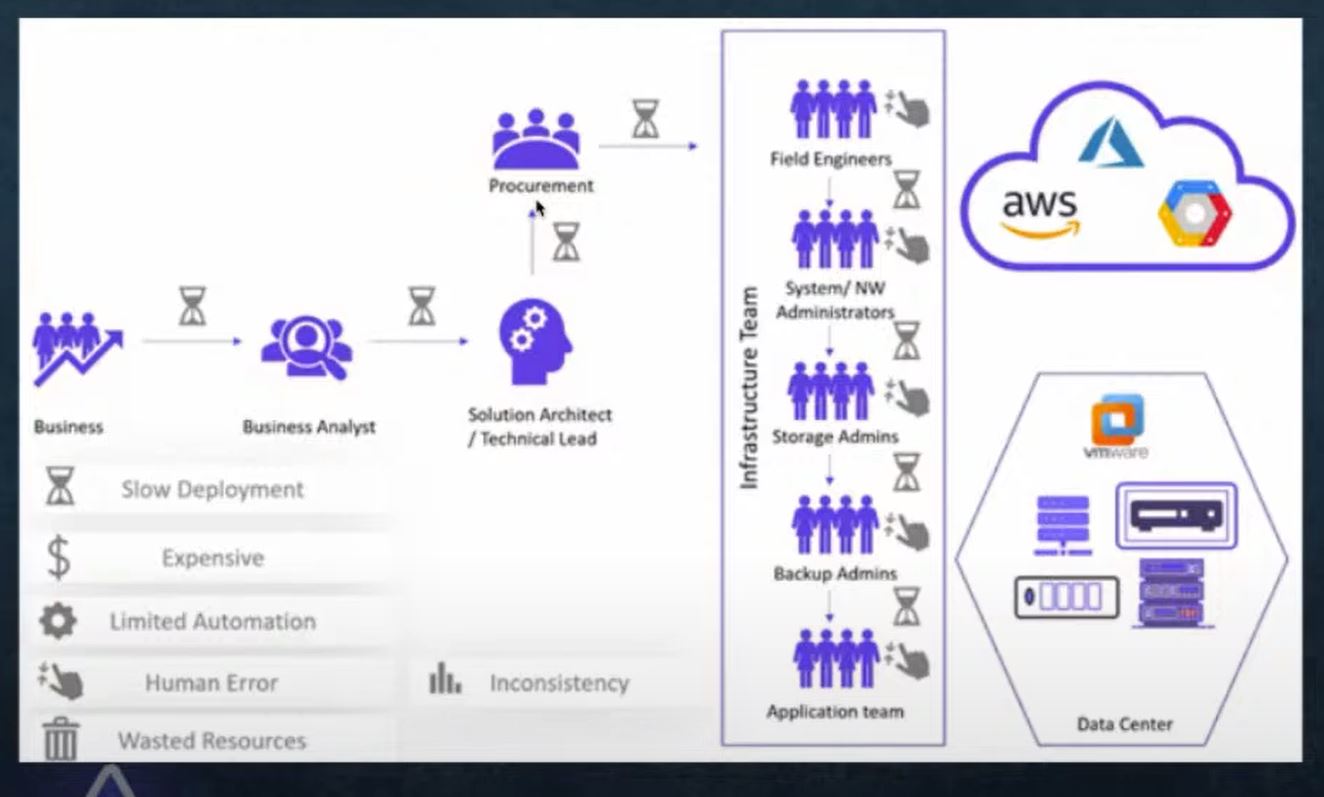 Procurement
Business
Business Analyst
Solution Architect
/ Technical Lead
Slow Deployment
Expensive
Limited Automation
Human Error
Wasted Resources
Inconsistency
Infrastructure Team
Field Engineers
System/ NW
Administrators
Storage Admins
Backup Admins
Application team
aws
vmware
Data Center